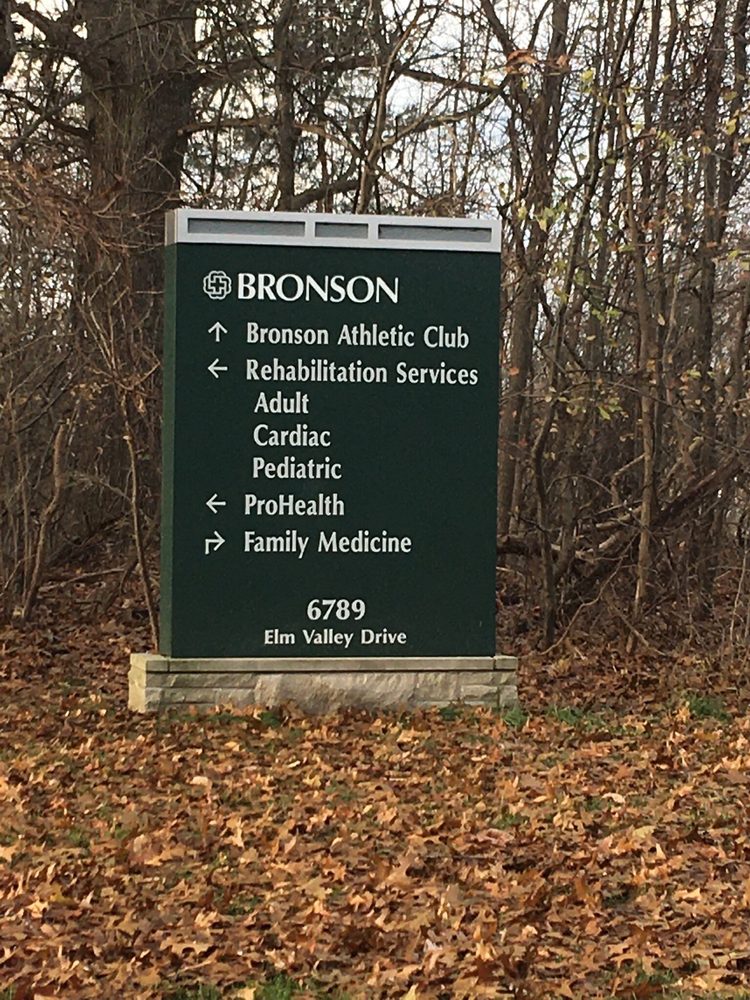 BRONSON
↑ Bronson Athletic Club
← Rehabilitation Services
Adult
Cardiac
Pediatric
← ProHealth
↱ Family Medicine
6789
Elm Valley Drive